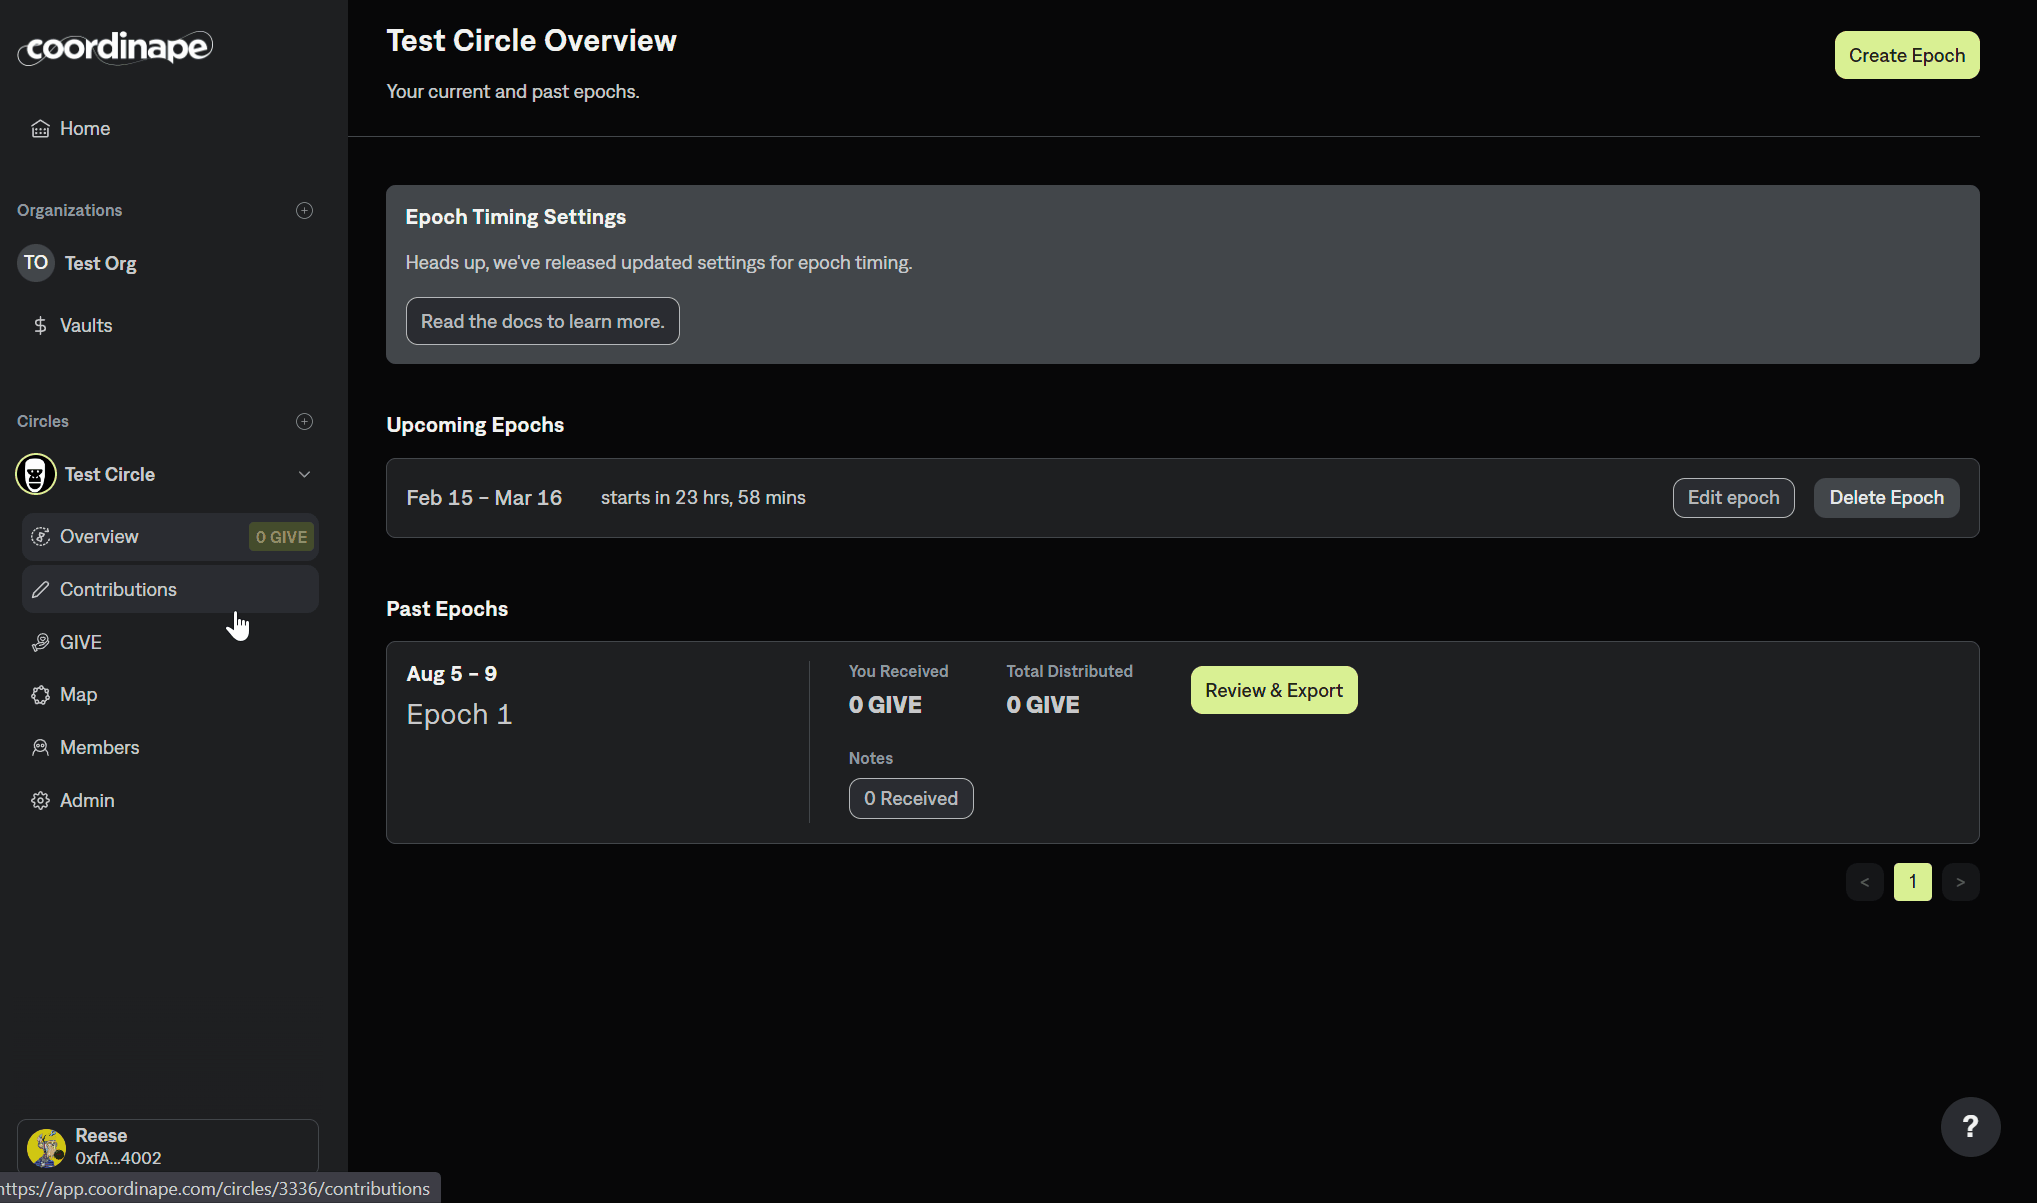 coordinape
Home
Organizations
TO Test Org
Vaults
Circles
Test Circle
Overview 0 GIVE
Contributions
GIVE
Map
Members
Admin
Reese
0xfA...4002
https://app.coordinape.com/circles/3336/contributions
Test Circle Overview
Your current and past epochs.
Create Epoch
Epoch Timing Settings
Heads up, we've released updated settings for epoch timing.
Read the docs to learn more.
Upcoming Epochs
Feb 15 - Mar 16 starts in 23 hrs, 58 mins Edit epoch Delete Epoch
Past Epochs
Aug 5 - 9
Epoch 1
You Received Total Distributed
0 GIVE 0 GIVE
Review & Export
Notes
0 Received
< 1 >
?